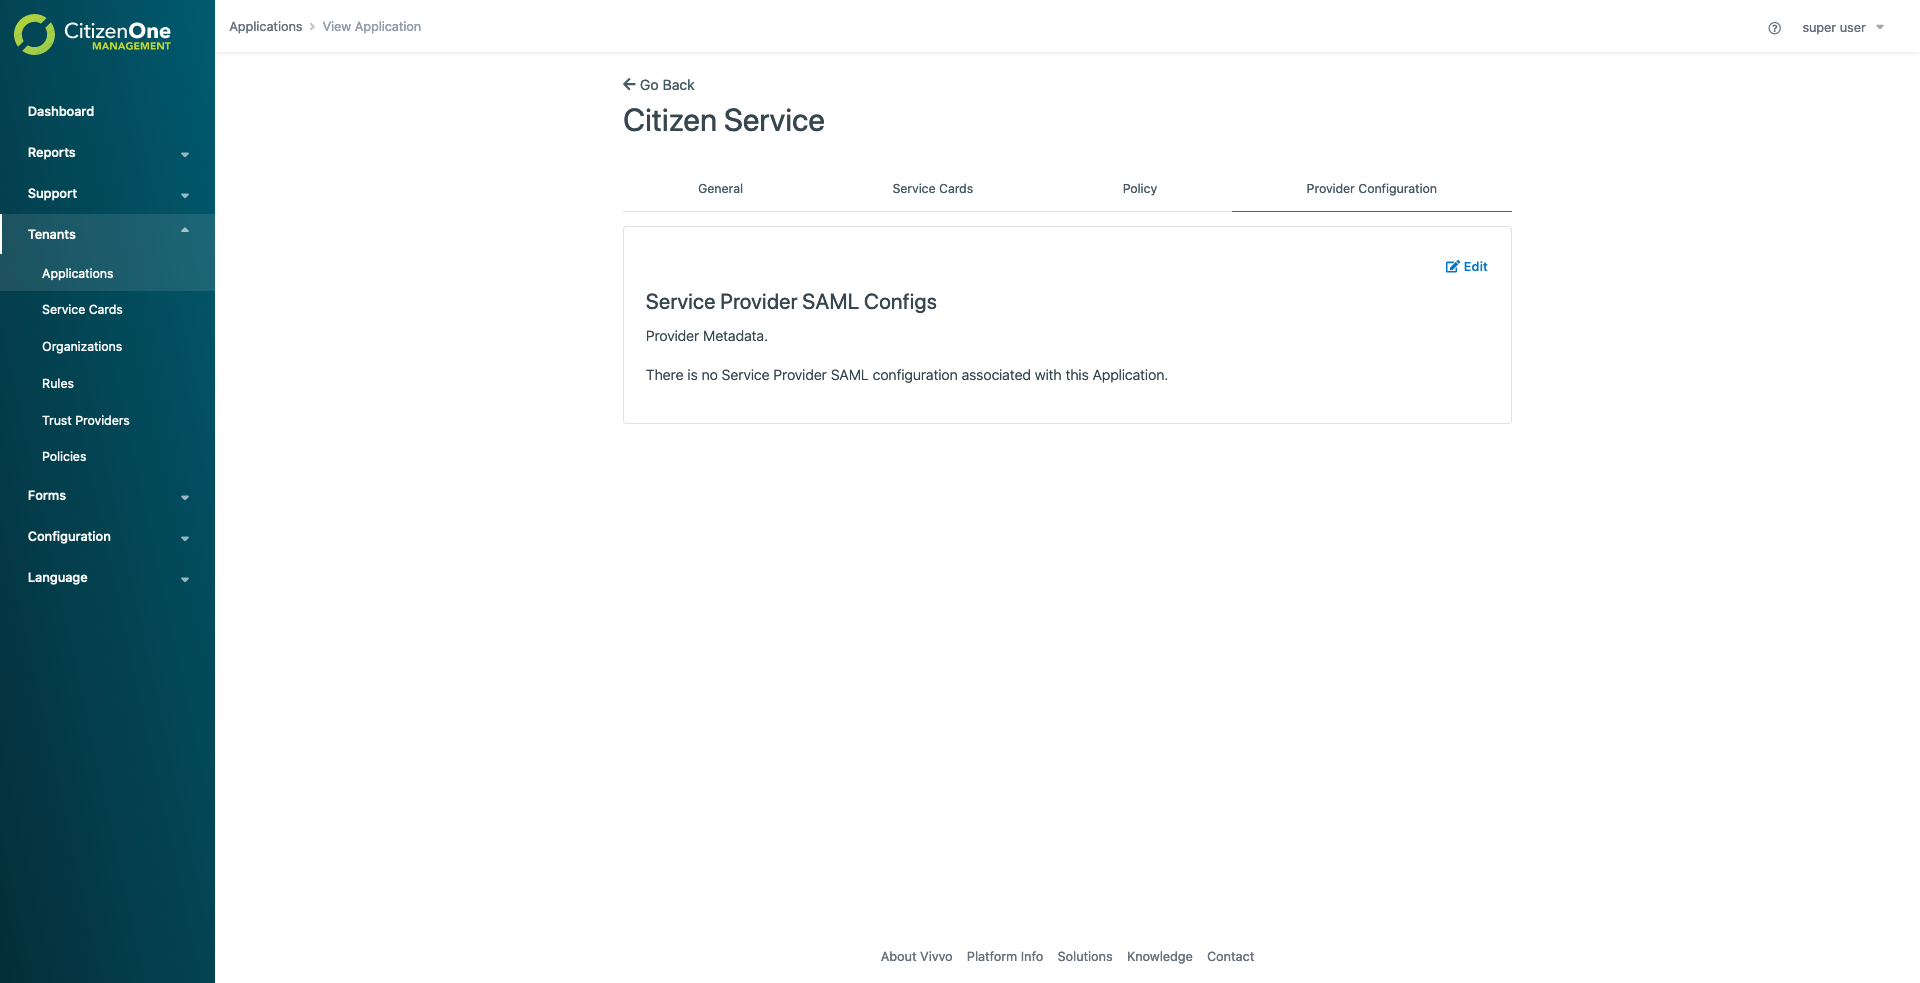 CitizenOne
MANAGEMENT
Dashboard
Reports
Support
Tenants
Applications
Service Cards
Organizations
Rules
Trust Providers
Policies
Forms
Configuration
Language
Applications > View Application
super user
Go Back
Citizen Service
General Service Cards Policy Provider Configuration
Edit
Service Provider SAML Configs
Provider Metadata.
There is no Service Provider SAML configuration associated with this Application.
About Vivvo Platform Info Solutions Knowledge Contact